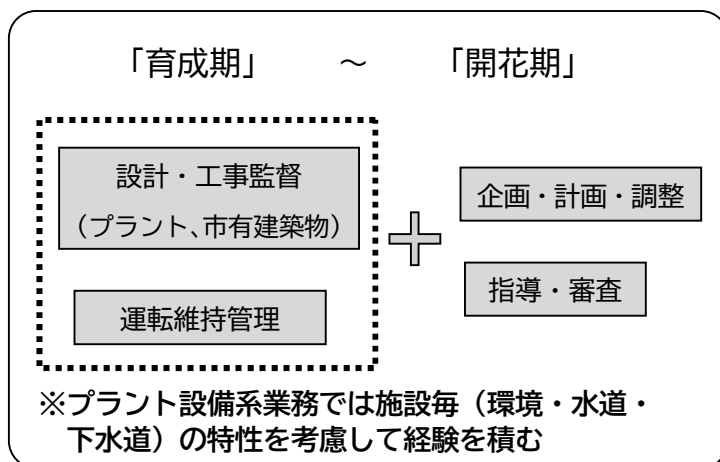 「育成期」 ～ 「開花期」
設計・工事監督
（プラント、市有建築物）
運転維持管理
企画・計画・調整
指導・審査
※プラント設備系業務では施設毎（環境・水道・
下水道）の特性を考慮して経験を積む